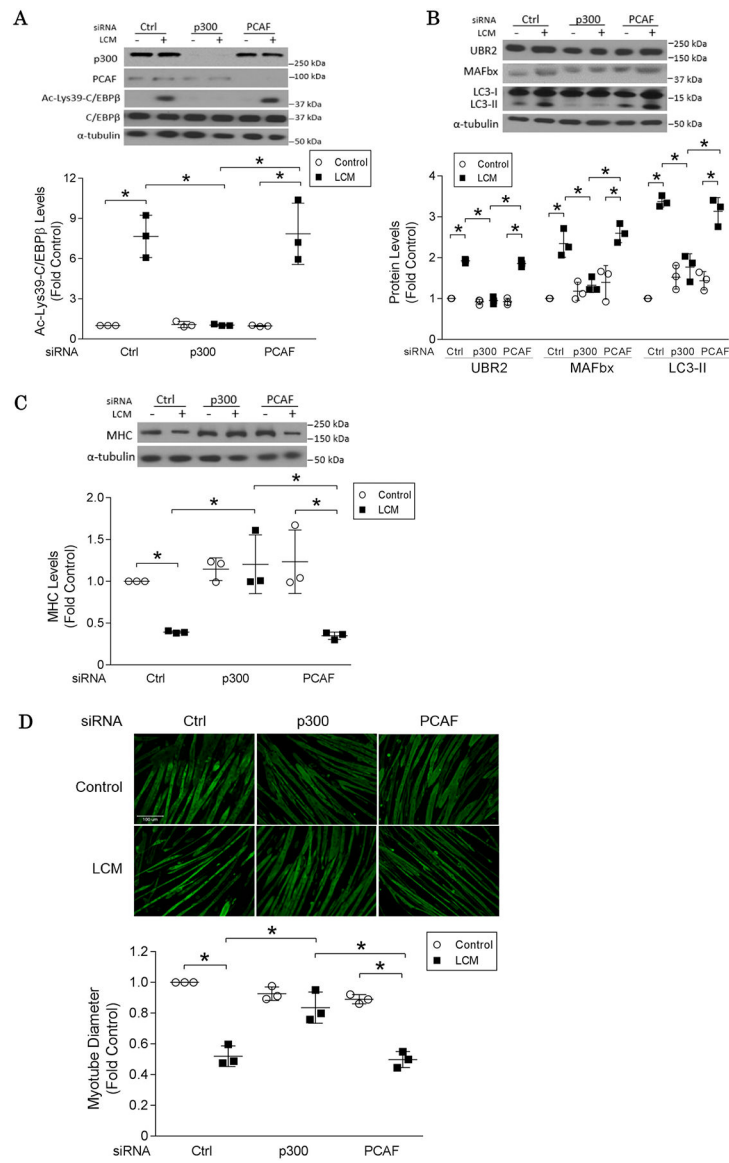 A
siRNA Ctrl p300 PCAF
LCM - + - + - +
p300
250 kDa
PCAF
100 kDa
Ac-Lys39-C/EBPβ
37 kDa
C/EBPβ
37 kDa
α-tubulin
50 kDa
Control
LCM
* * * *
12
9
6
3
0
Ac-Lys39-C/EBPβ Levels
(Fold Control)
siRNA Ctrl p300 PCAF
B
siRNA Ctrl p300 PCAF
LCM - + - + - +
UBR2
250 kDa
150 kDa
MAFbx
37 kDa
LC3-I
15 kDa
LC3-II
α-tubulin
50 kDa
Control
LCM
* * * *
* * * *
* * * *
4
3
2
1
0
Protein Levels
(Fold Control)
siRNA Ctrl p300 PCAF Ctrl p300 PCAF Ctrl p300 PCAF
UBR2 MAFbx LC3-II
C
siRNA Ctrl p300 PCAF
LCM - + - + - +
MHC
250 kDa
150 kDa
α-tubulin
50 kDa
Control
LCM
* * * *
2.0
1.5
1.0
0.5
0
MHC Levels
(Fold Control)
siRNA Ctrl p300 PCAF
D
siRNA Ctrl p300 PCAF
Control
100 um
LCM
Control
LCM
* * * *
1.2
1.0
0.8
0.6
0.4
0.2
0
Myotube Diameter
(Fold Control)
siRNA Ctrl p300 PCAF